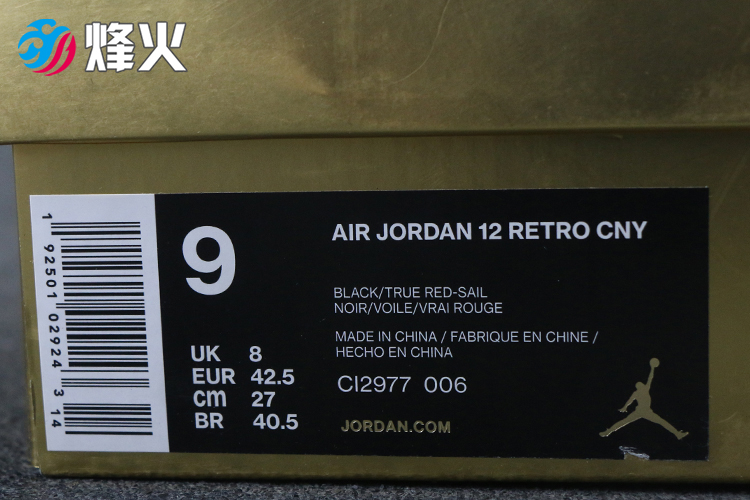 烽火
AIR JORDAN 12 RETRO CNY
9
BLACK/TRUE RED-SAIL
NOIR/VOILE/VRAI ROUGE
MADE IN CHINA / FABRIQUE EN CHINE /
HECHO EN CHINA
UK 8
EUR 42.5
cm 27
BR 40.5
CI2977 006
JORDAN.COM
1 92501 02924 3 14